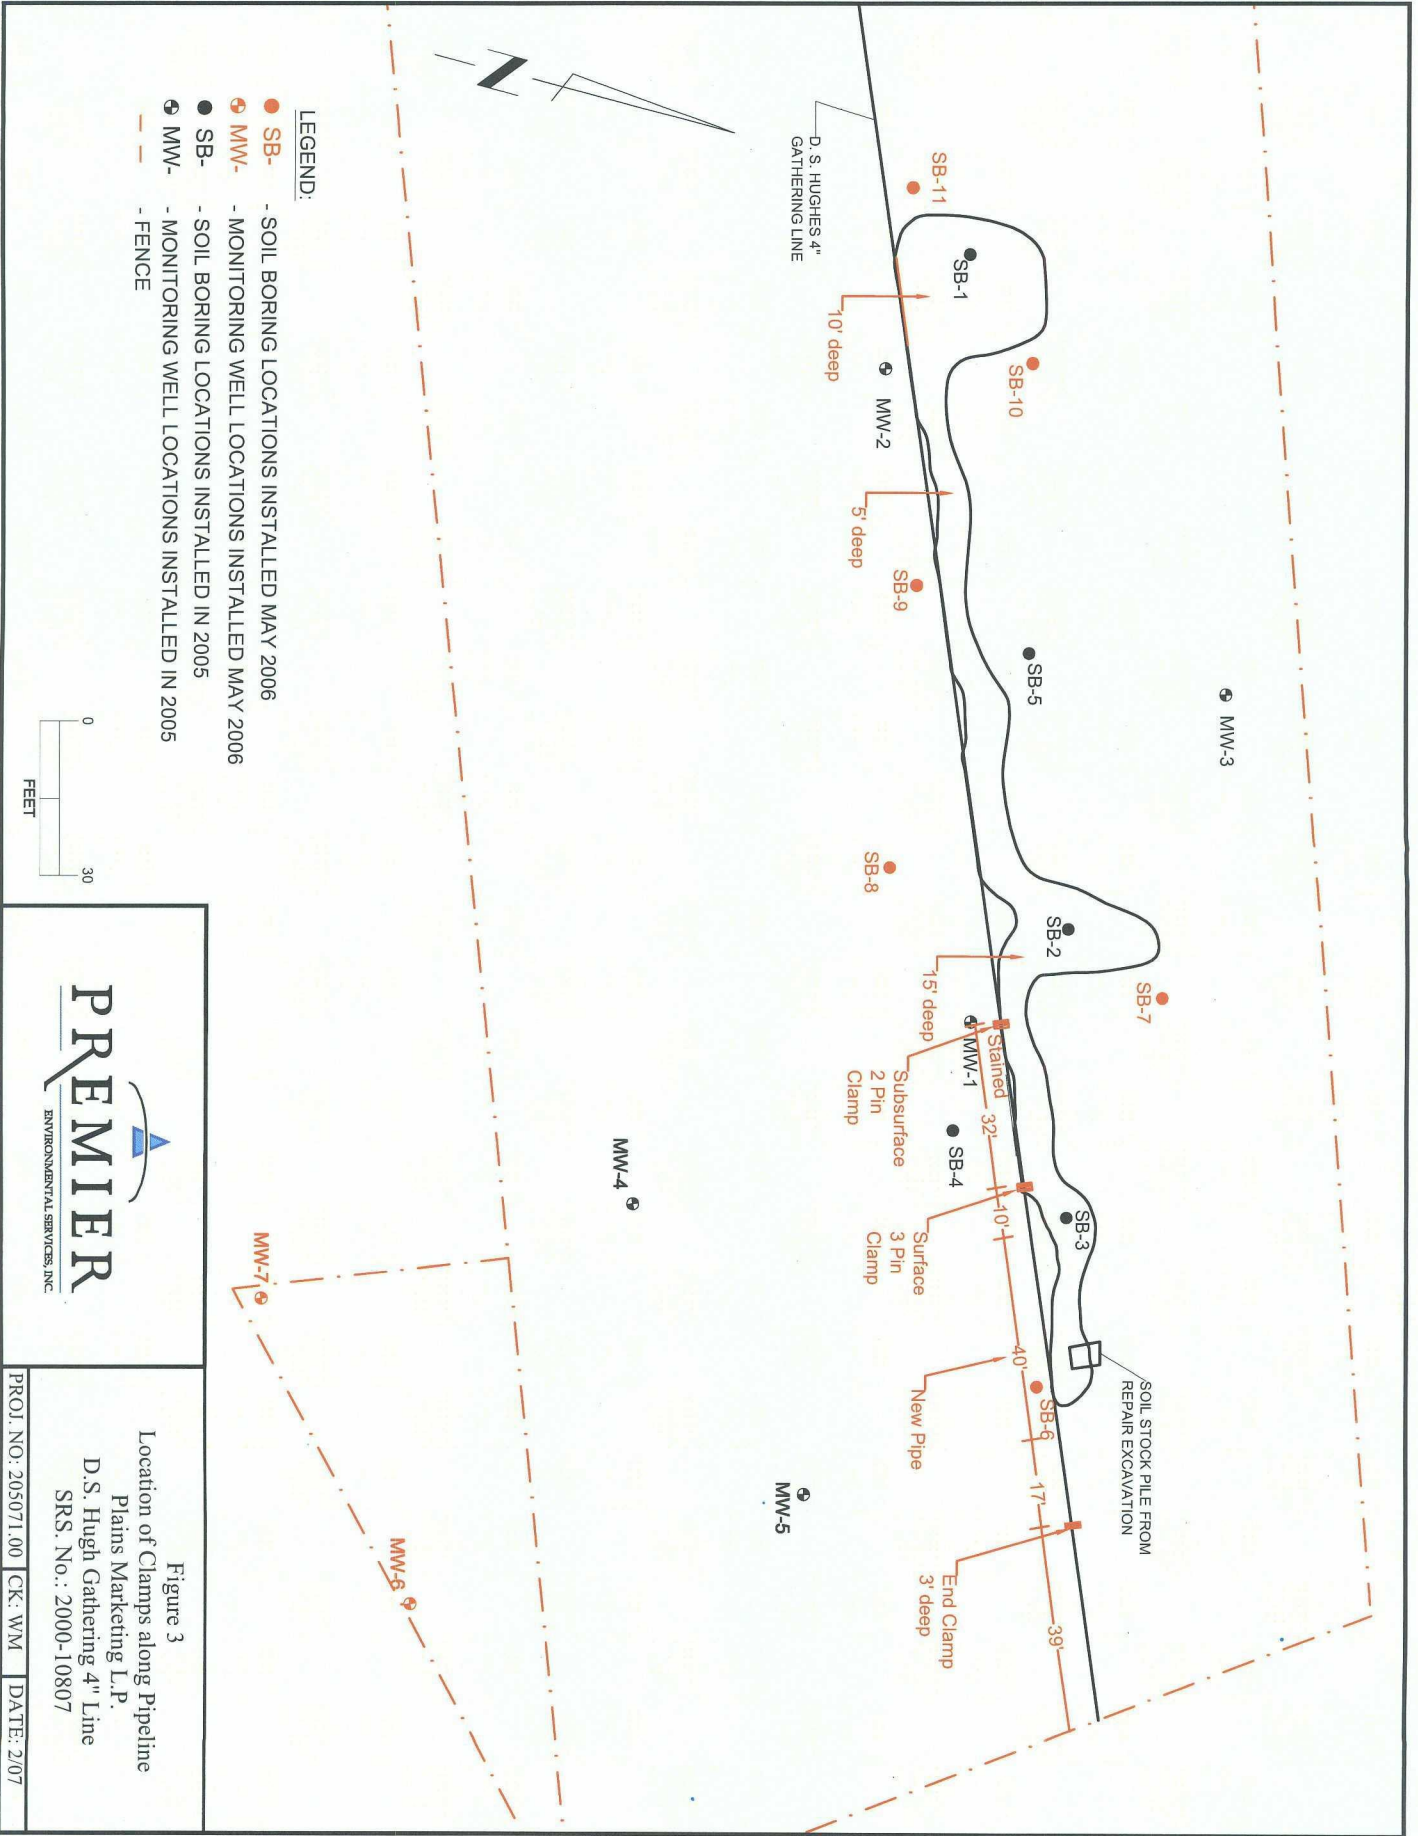 SB-11
D. S. HUGHES 4"
GATHERING LINE
SB-1
10' deep
SB-10
MW-2
5' deep
SB-9
SB-5
MW-3
SB-8
SB-2
15' deep
SB-7
MW-1
Stained
Subsurface
2 Pin
Clamp
32'
SB-4
10'
SB-3
Surface
3 Pin
Clamp
40'
New Pipe
SB-6
SOIL STOCK PILE FROM
REPAIR EXCAVATION
17'
End Clamp
3' deep
39'
MW-4
MW-5
MW-7
MW-6
N
LEGEND:
SB- - SOIL BORING LOCATIONS INSTALLED MAY 2006
MW- - MONITORING WELL LOCATIONS INSTALLED MAY 2006
SB- - SOIL BORING LOCATIONS INSTALLED IN 2005
MW- - MONITORING WELL LOCATIONS INSTALLED IN 2005
- FENCE
0 30
FEET
PREMIER
ENVIRONMENTAL SERVICES, INC.
Figure 3
Location of Clamps along Pipeline
Plains Marketing L.P.
D.S. Hugh Gathering 4" Line
SRS. No.: 2000-10807
PROJ. NO: 205071.00 CK: WM DATE: 2/07